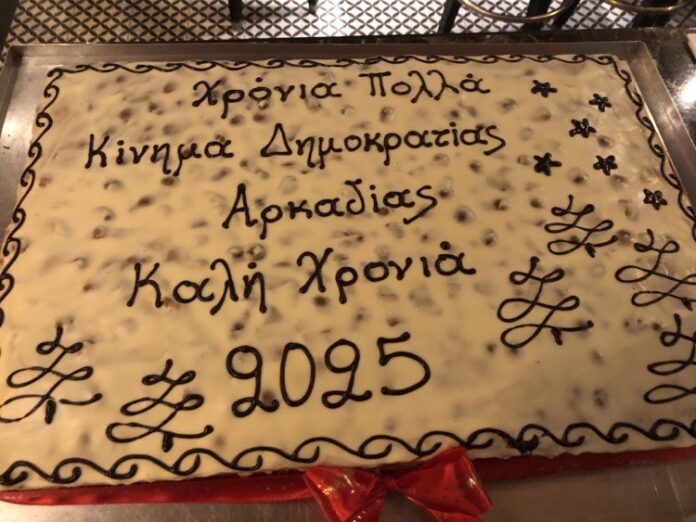 Χρόνια Πολλά
Κίνημα Δημοκρατίας
Αρκαδίας
Καλή Χρονιά
2025